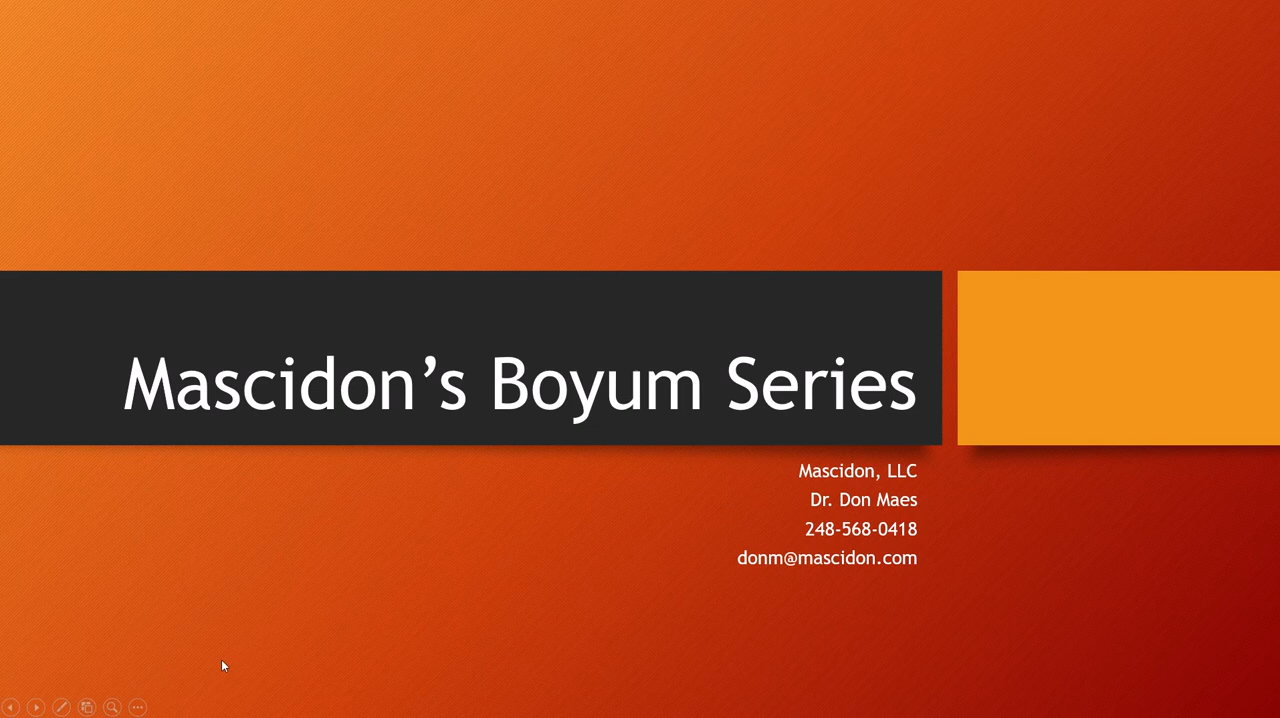 Mascidon’s Boyum Series
Mascidon, LLC
Dr. Don Maes
248-568-0418
donm@mascidon.com